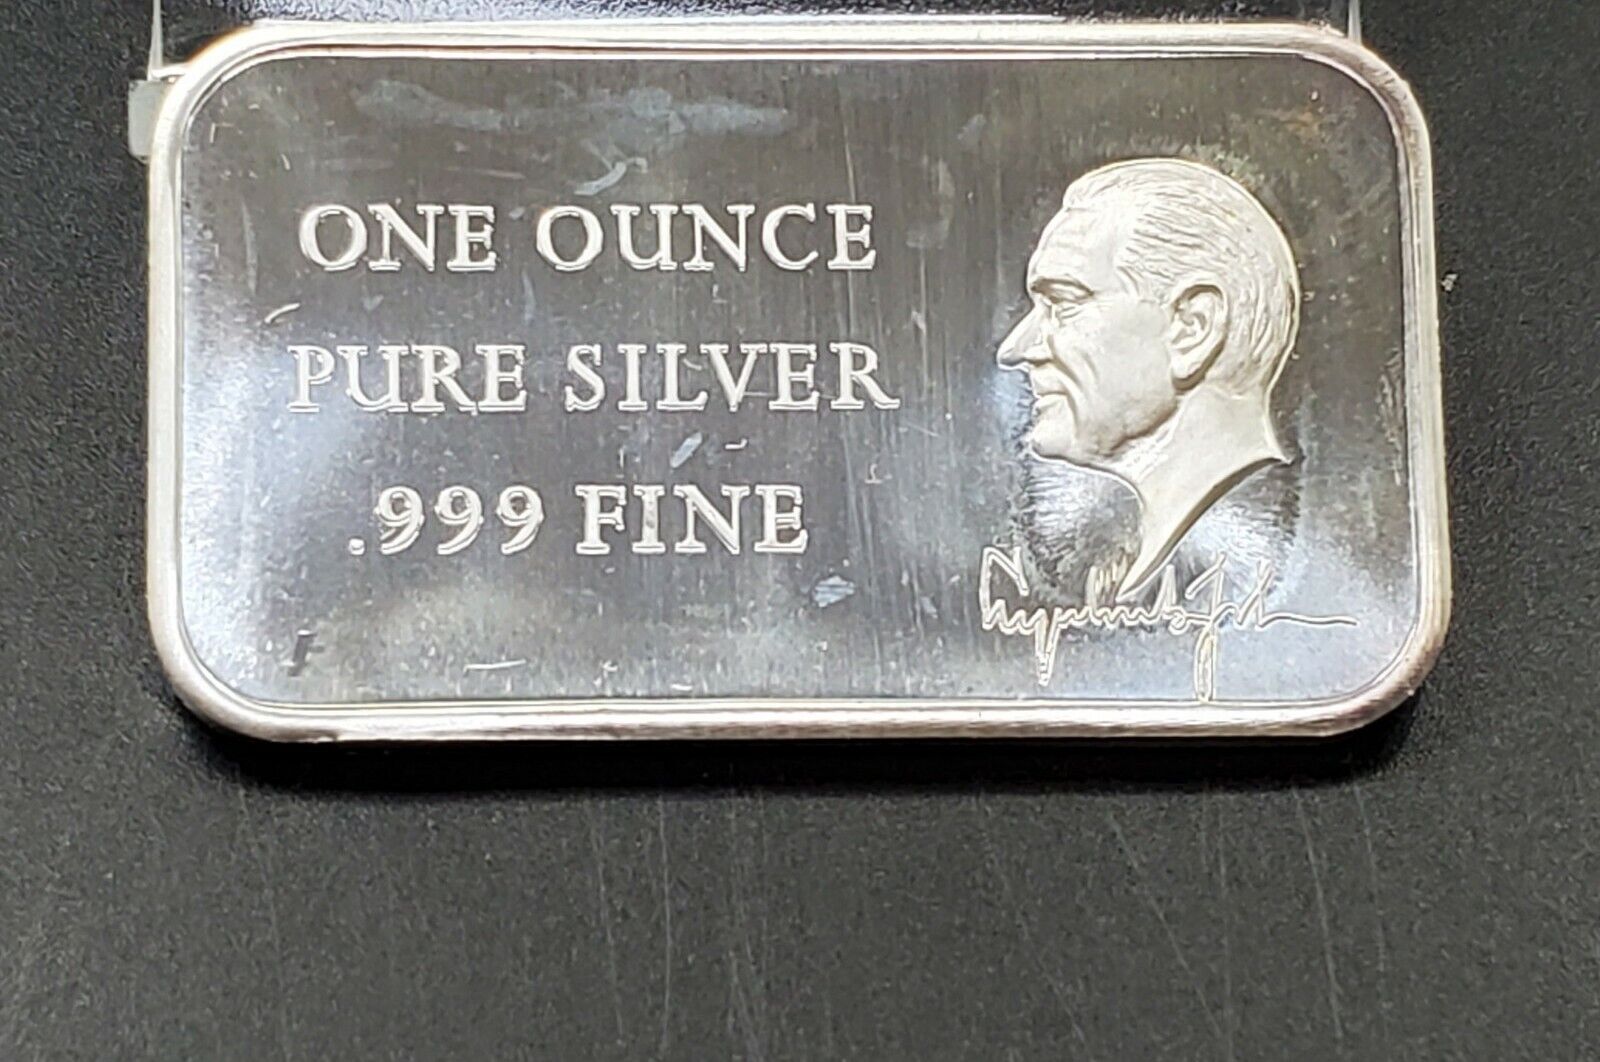 ONE OUNCE
PURE SILVER
.999 FINE